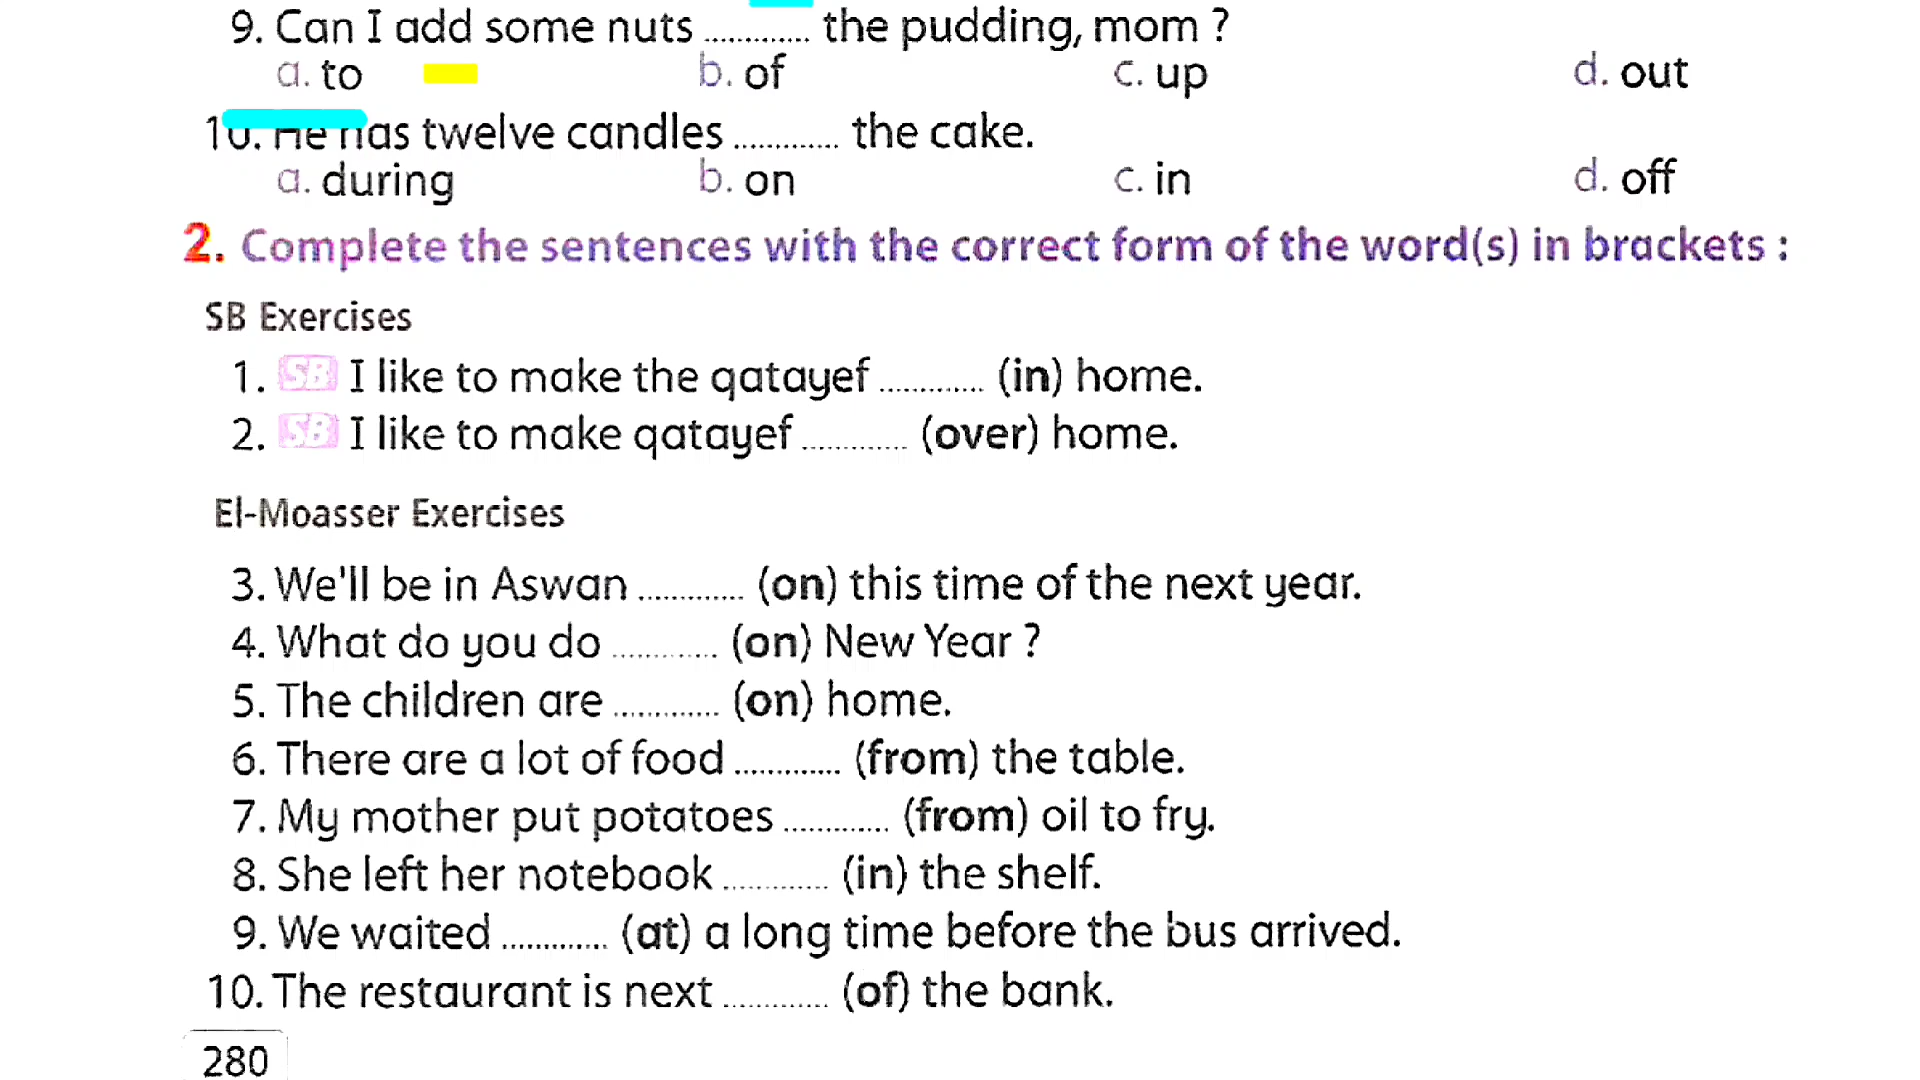 9. Can I add some nuts ............. the pudding, mom ?
a. to b. of c. up d. out
10. He has twelve candles ............. the cake.
a. during b. on c. in d. off
2. Complete the sentences with the correct form of the word(s) in brackets :
SB Exercises
1. SB I like to make the qatayef ............. (in) home.
2. SB I like to make qatayef ............. (over) home.
El-Moasser Exercises
3. We'll be in Aswan ............. (on) this time of the next year.
4. What do you do ............. (on) New Year ?
5. The children are ............. (on) home.
6. There are a lot of food ............. (from) the table.
7. My mother put potatoes ............. (from) oil to fry.
8. She left her notebook ............. (in) the shelf.
9. We waited ............. (at) a long time before the bus arrived.
10. The restaurant is next ............. (of) the bank.
280